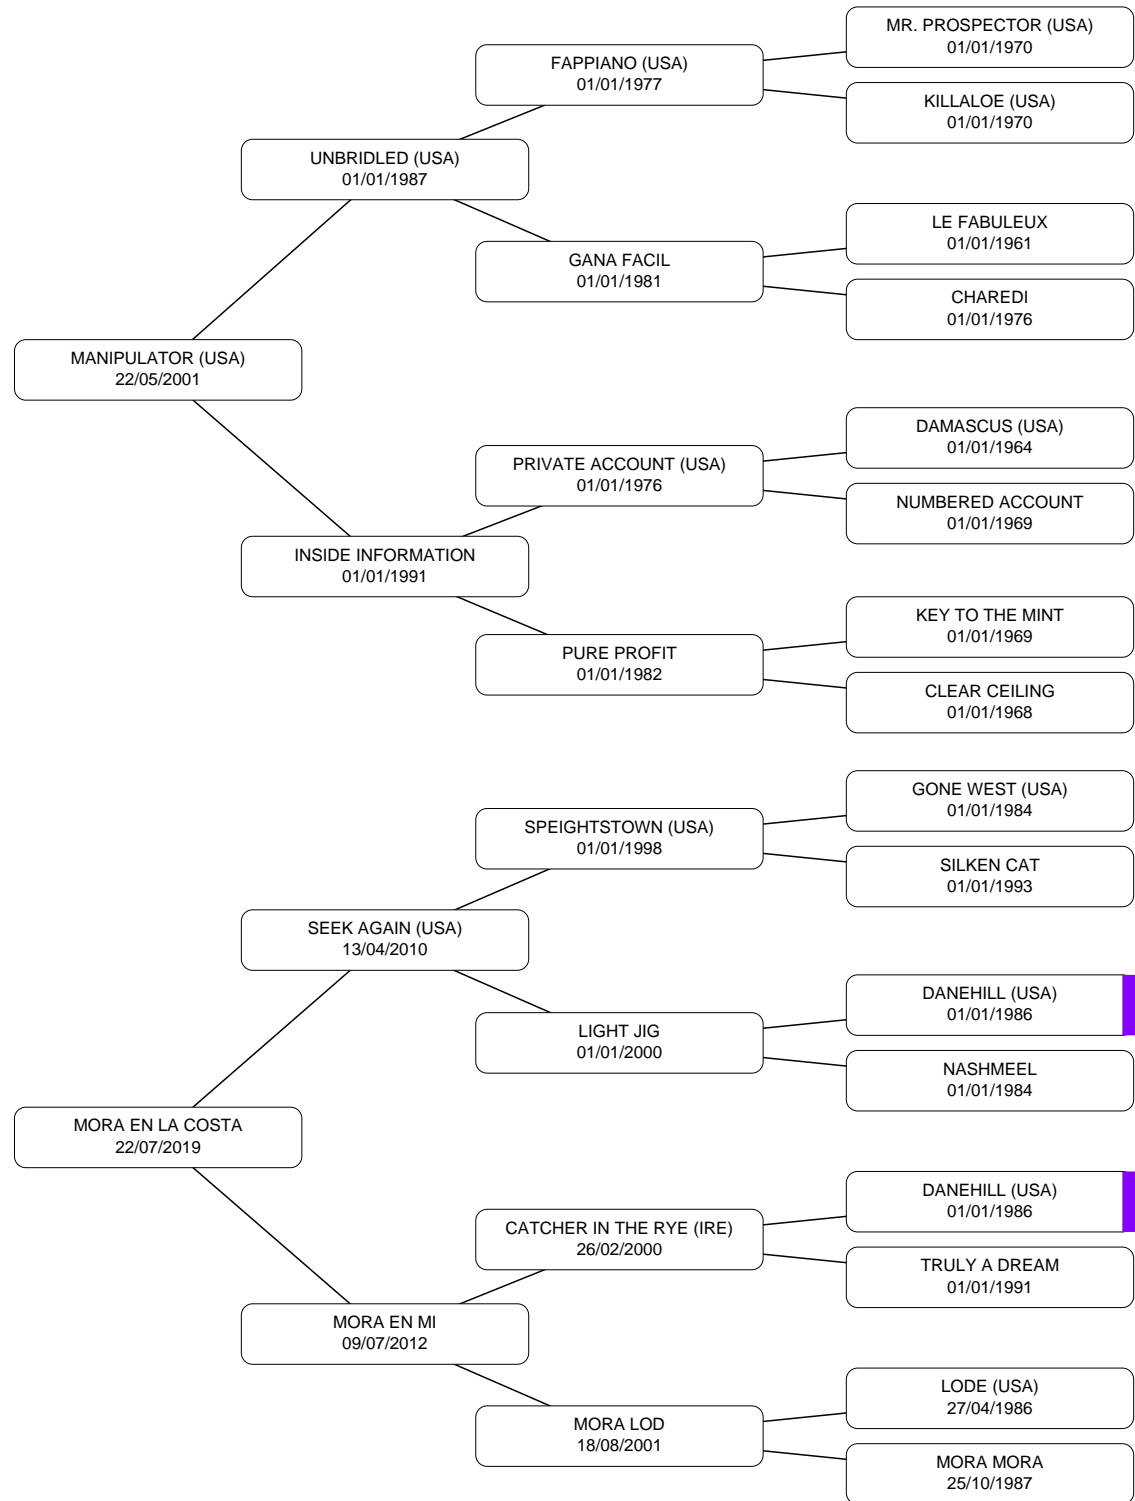 MR. PROSPECTOR (USA)
01/01/1970
FAPPIANO (USA)
01/01/1977
KILLALOE (USA)
01/01/1970
UNBRIDLED (USA)
01/01/1987
LE FABULEUX
01/01/1961
GANA FACIL
01/01/1981
CHAREDI
01/01/1976
MANIPULATOR (USA)
22/05/2001
DAMASCUS (USA)
01/01/1964
PRIVATE ACCOUNT (USA)
01/01/1976
NUMBERED ACCOUNT
01/01/1969
INSIDE INFORMATION
01/01/1991
KEY TO THE MINT
01/01/1969
PURE PROFIT
01/01/1982
CLEAR CEILING
01/01/1968
GONE WEST (USA)
01/01/1984
SPEIGHTSTOWN (USA)
01/01/1998
SILKEN CAT
01/01/1993
SEEK AGAIN (USA)
13/04/2010
DANEHILL (USA)
01/01/1986
LIGHT JIG
01/01/2000
NASHMEEL
01/01/1984
MORA EN LA COSTA
22/07/2019
DANEHILL (USA)
01/01/1986
CATCHER IN THE RYE (IRE)
26/02/2000
TRULY A DREAM
01/01/1991
MORA EN MI
09/07/2012
LODE (USA)
27/04/1986
MORA LOD
18/08/2001
MORA MORA
25/10/1987